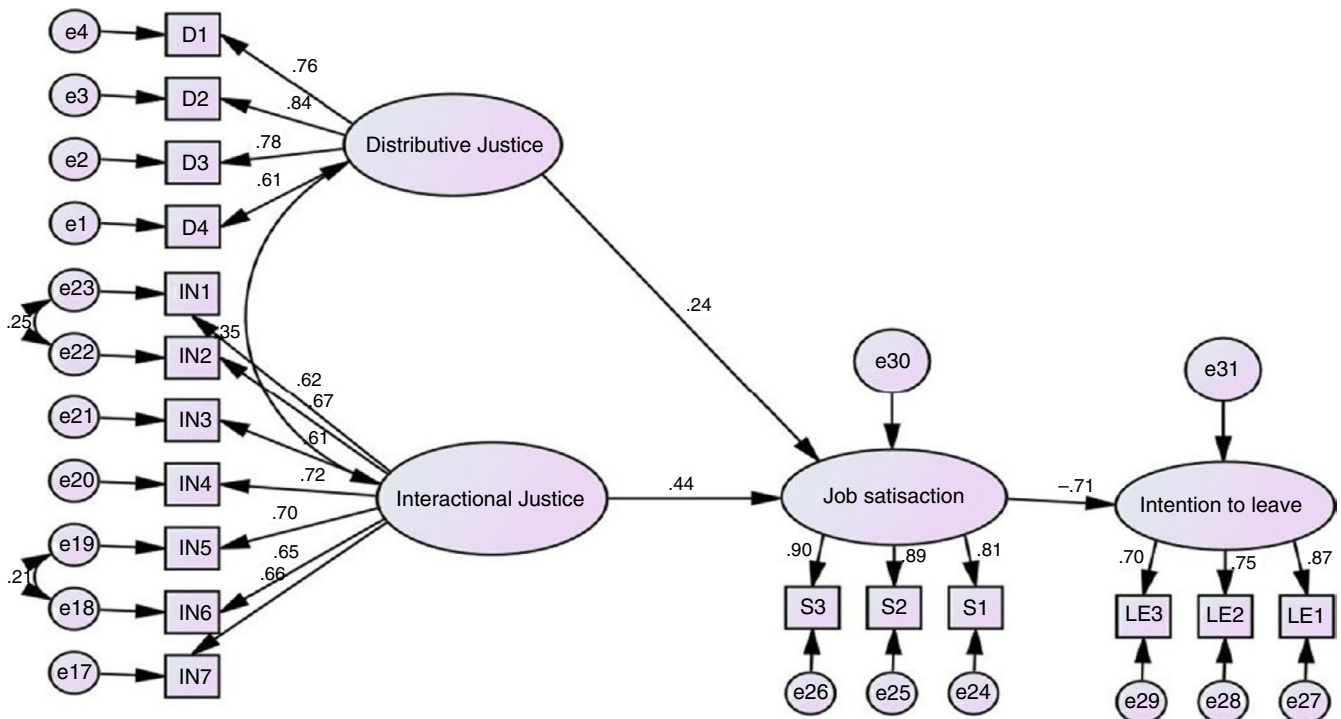 e4
D1
.76
e3
D2
.84
Distributive Justice
e2
D3
.78
e1
D4
.61
e23
IN1
.25
.35
e22
IN2
.62
.67
e21
IN3
.61
e20
IN4
.72
e19
IN5
.70
.21
.65
e18
IN6
.66
e17
IN7
Interactional Justice
.24
.44
e30
Job satisaction
–.71
e31
Intention to leave
.90
.89
.81
S3
S2
S1
e26
e25
e24
.70
.75
.87
LE3
LE2
LE1
e29
e28
e27